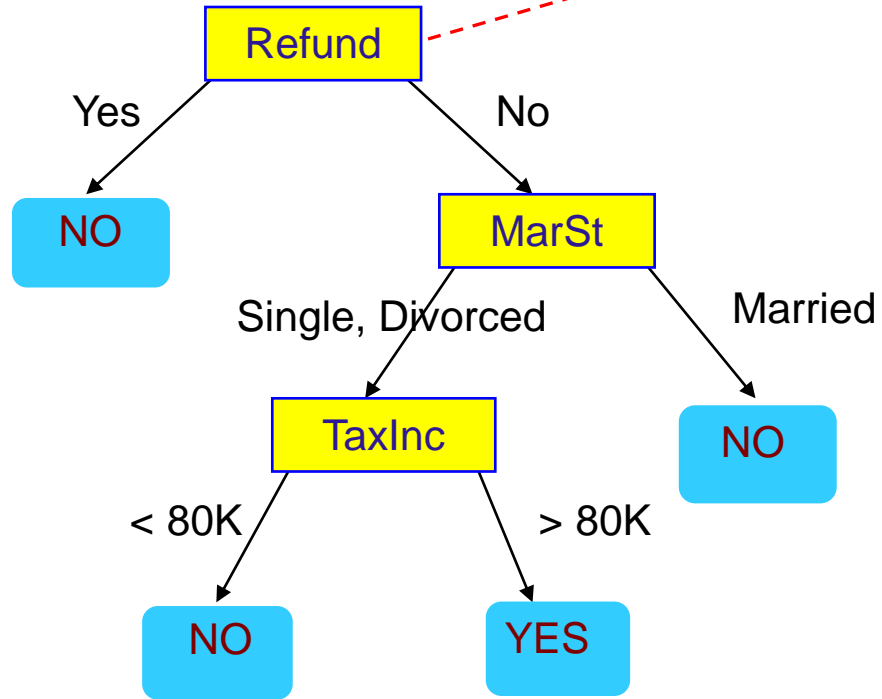 Refund
Yes
No
NO
MarSt
Single, Divorced
Married
TaxInc
NO
< 80K
> 80K
NO
YES